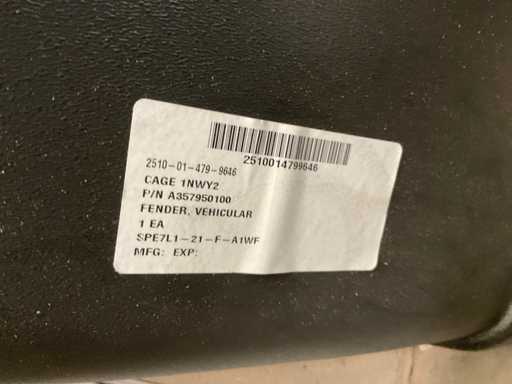 2510014799646
2510-01-479-9646
CAGE 1NWY2
P/N A357950100
FENDER, VEHICULAR
1 EA
SPE7L1-21-F-A1WF
MFG: EXP: